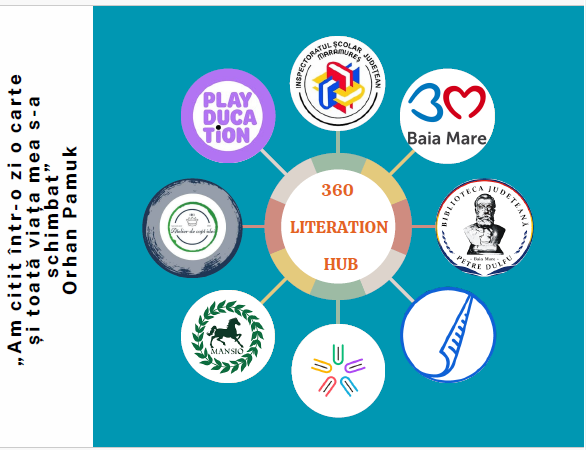 „Am citit într-o zi o carte
și toată viața mea s-a
schimbat”
Orhan Pamuk
INSPECTORATUL ȘCOLAR JUDEȚEAN
MARAMUREȘ
PLAY
DUCA
TiON
Baia Mare
360
LITERATION
HUB
BIBLIOTECA JUDEȚEANĂ
- Baia Mare -
PETRE DULFU
MANSIO